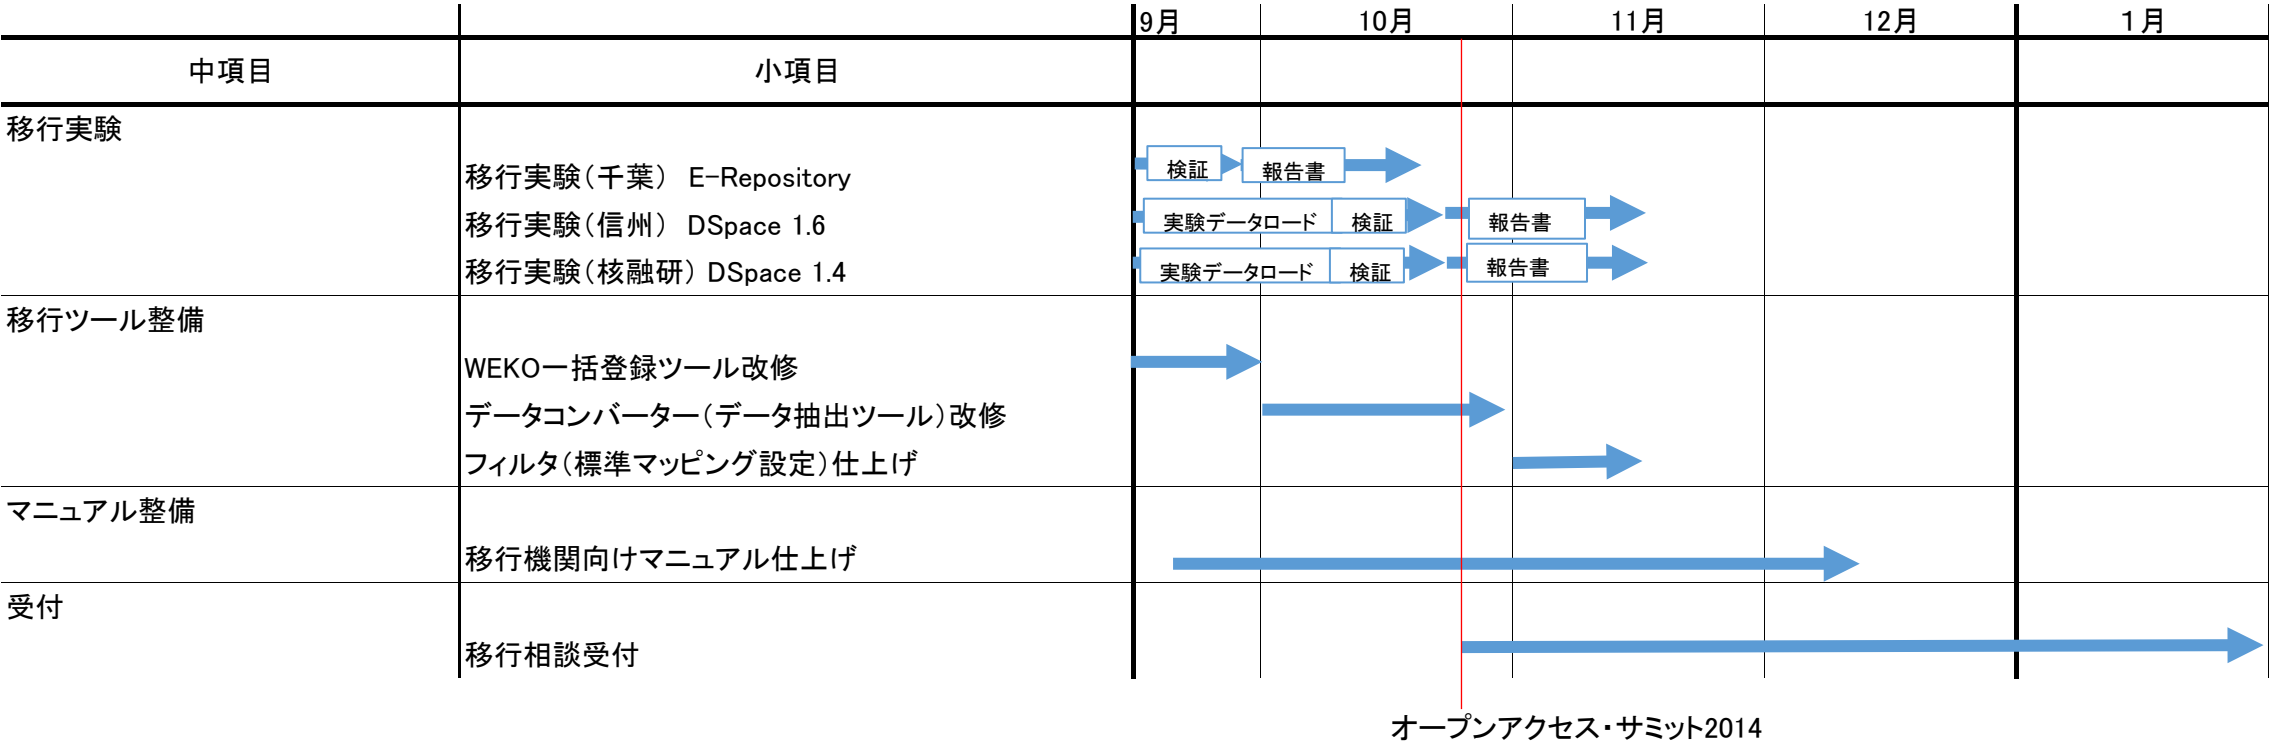 9月 10月 11月 12月 1月
中項目 小項目
移行実験
移行実験(千葉) E-Repository 検証 報告書
移行実験(信州) DSpace 1.6 実験データロード 検証 報告書
移行実験(核融研) DSpace 1.4 実験データロード 検証 報告書
移行ツール整備
WEKO一括登録ツール改修
データコンバーター(データ抽出ツール)改修
フィルタ(標準マッピング設定)仕上げ
マニュアル整備
移行機関向けマニュアル仕上げ
受付
移行相談受付
オープンアクセス・サミット2014